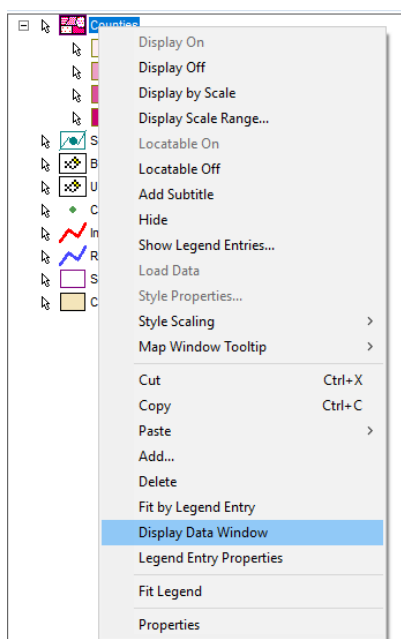 Counties
Display On
Display Off
Display by Scale
Display Scale Range...
Locatable On
S
Locatable Off
B
Add Subtitle
U
Hide
C
Show Legend Entries...
In
Load Data
R
Style Properties...
S
Style Scaling
C
Map Window Tooltip
Cut Ctrl+X
Copy Ctrl+C
Paste
Add...
Delete
Fit by Legend Entry
Display Data Window
Legend Entry Properties
Fit Legend
Properties